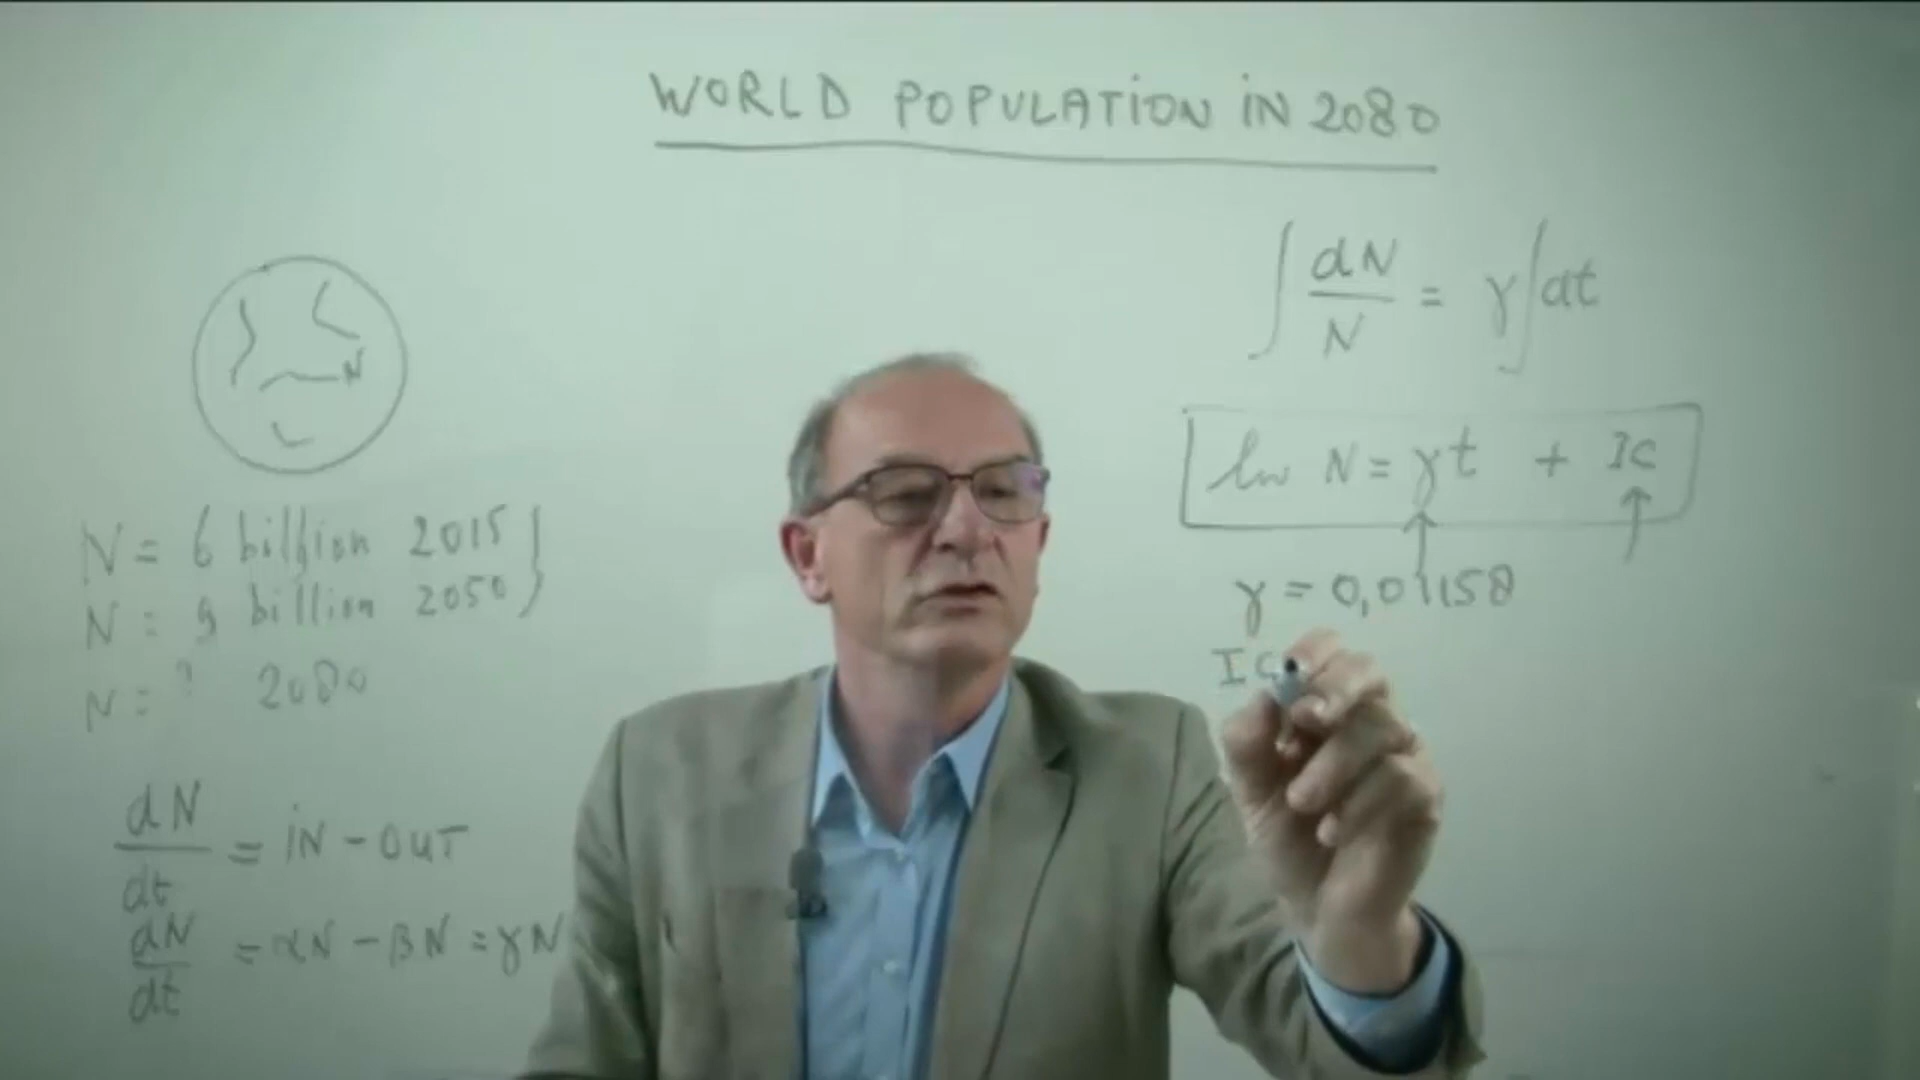 WORLD POPULATION IN 2080
N
N = 6 billion 2015 }
N = 9 billion 2050
N = ? 2080
dN/dt = IN - OUT
dN/dt = αN - βN = γN
∫ dN/N = γ∫dt
ln N = γt + IC
γ = 0,01158
IC